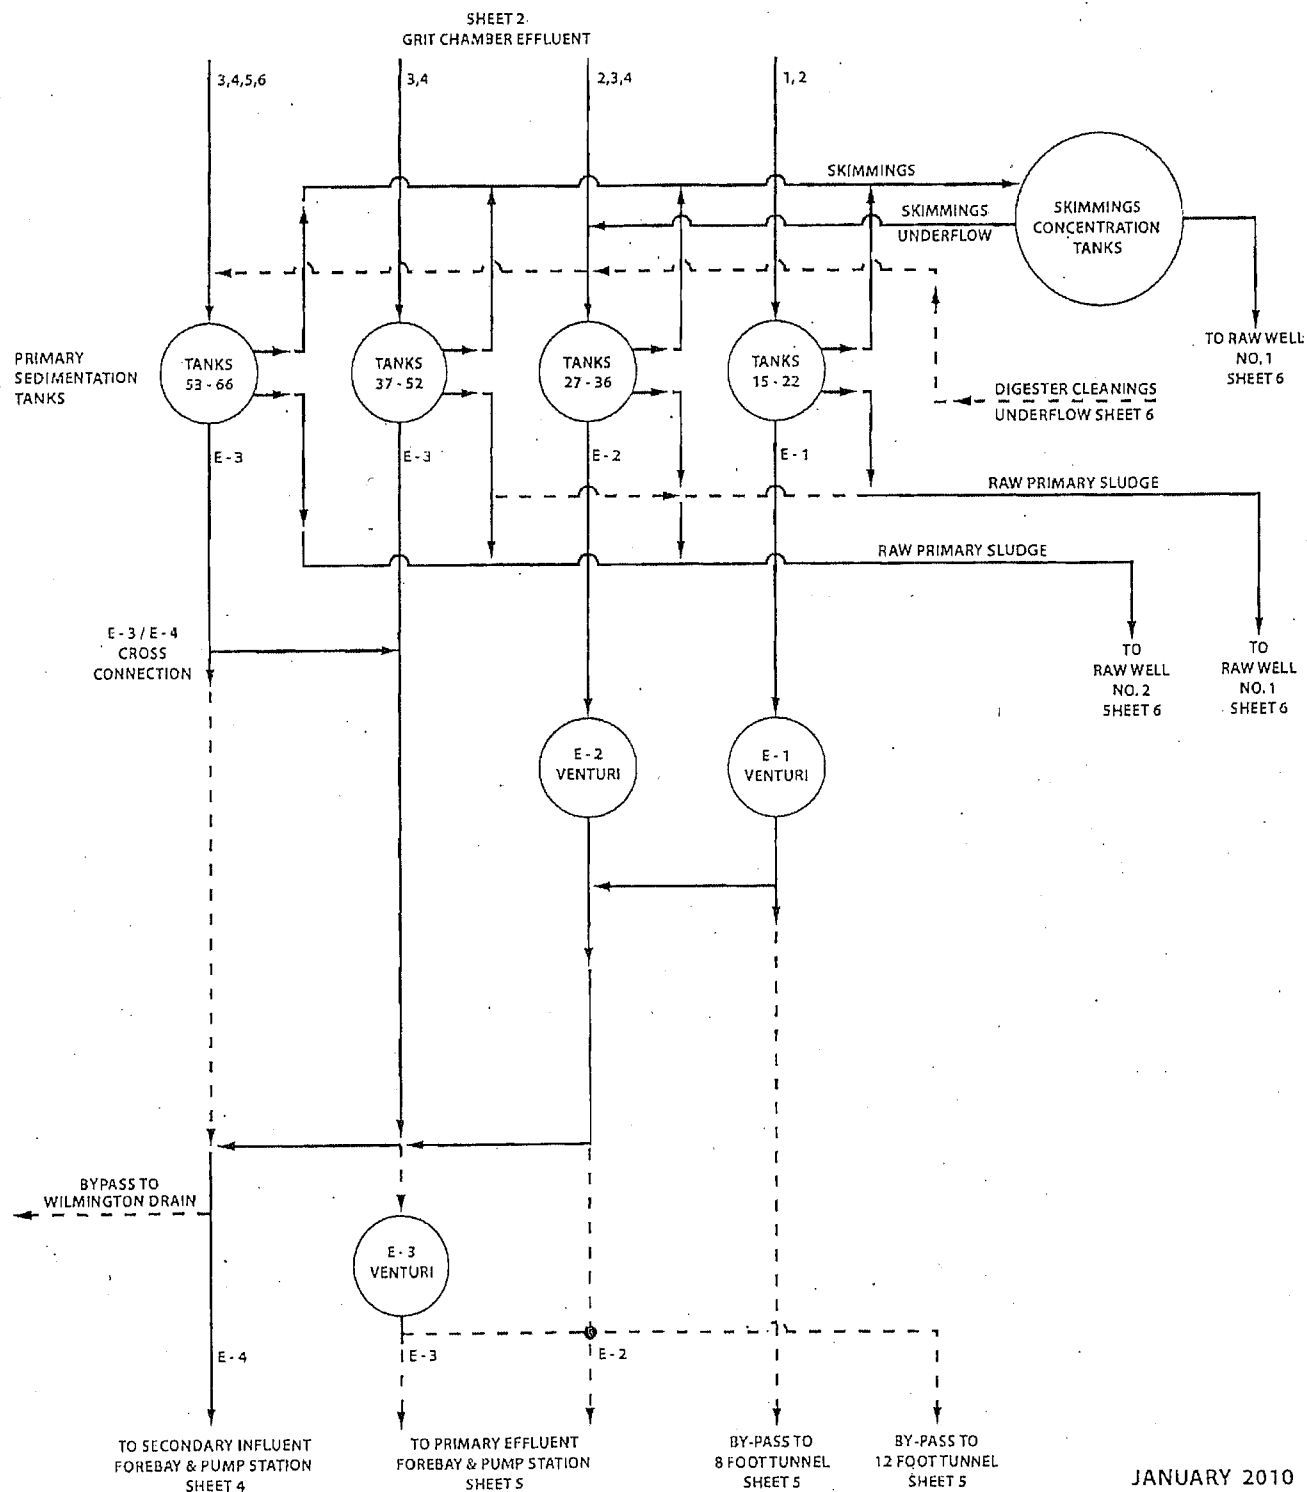 SHEET 2
GRIT CHAMBER EFFLUENT
3,4,5,6
3,4
2,3,4
1,2
SKIMMINGS
SKIMMINGS
UNDERFLOW
SKIMMINGS
CONCENTRATION
TANKS
TO RAW WELL
NO. 1
SHEET 6
PRIMARY
SEDIMENTATION
TANKS
TANKS
53 - 66
TANKS
37 - 52
TANKS
27 - 36
TANKS
15 - 22
DIGESTER CLEANINGS
UNDERFLOW SHEET 6
E - 3
E - 3
E - 2
E - 1
RAW PRIMARY SLUDGE
RAW PRIMARY SLUDGE
E - 3 / E - 4
CROSS
CONNECTION
TO
RAW WELL
NO. 2
SHEET 6
TO
RAW WELL
NO. 1
SHEET 6
E - 2
VENTURI
E - 1
VENTURI
BYPASS TO
WILMINGTON DRAIN
E - 3
VENTURI
E - 4
E - 3
E - 2
TO SECONDARY INFLUENT
FOREBAY & PUMP STATION
SHEET 4
TO PRIMARY EFFLUENT
FOREBAY & PUMP STATION
SHEET 5
BY-PASS TO
8 FOOT TUNNEL
SHEET 5
BY-PASS TO
12 FOOT TUNNEL
SHEET 5
JANUARY 2010